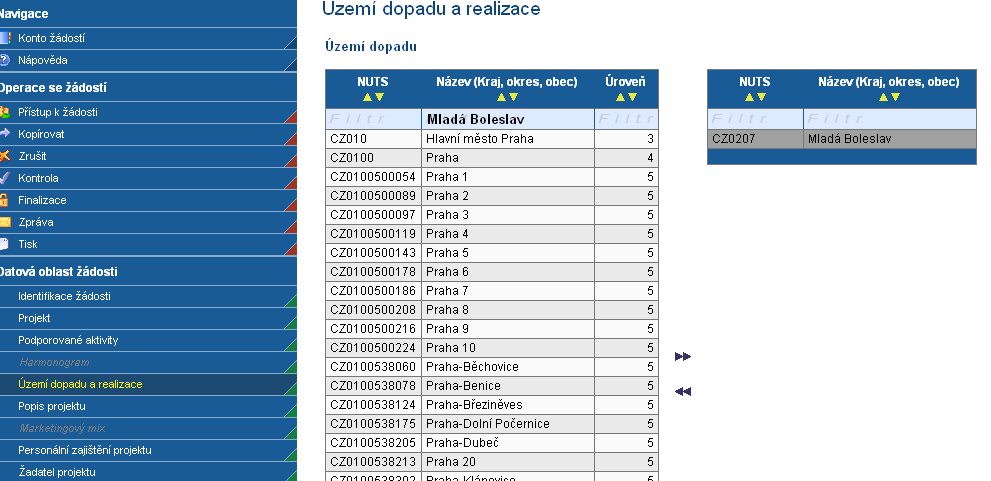 Navigace
Konto žádostí
Nápověda
Operace se žádostí
Přístup k žádosti
Kopírovat
Zrušit
Kontrola
Finalizace
Zpráva
Tisk
Datová oblast žádosti
Identifikace žádosti
Projekt
Podporované aktivity
Harmonogram
Území dopadu a realizace
Popis projektu
Marketingový mix
Personální zajištění projektu
Žadatel projektu
Území dopadu a realizace
Území dopadu
NUTS Název (Kraj, okres, obec) Úroveň
Filtr Mladá Boleslav Filtr
CZ010 Hlavní město Praha 3
CZ0100 Praha 4
CZ0100500054 Praha 1 5
CZ0100500089 Praha 2 5
CZ0100500097 Praha 3 5
CZ0100500119 Praha 4 5
CZ0100500143 Praha 5 5
CZ0100500178 Praha 6 5
CZ0100500186 Praha 7 5
CZ0100500208 Praha 8 5
CZ0100500216 Praha 9 5
CZ0100500224 Praha 10 5
CZ0100538060 Praha-Běchovice 5
CZ0100538078 Praha-Benice 5
CZ0100538124 Praha-Březiněves 5
CZ0100538175 Praha-Dolní Počernice 5
CZ0100538205 Praha-Dubeč 5
CZ0100538213 Praha 20 5
CZ0100538302 Praha-Klánovice 5
NUTS Název (Kraj, okres, obec)
Filtr Filtr
CZ0207 Mladá Boleslav